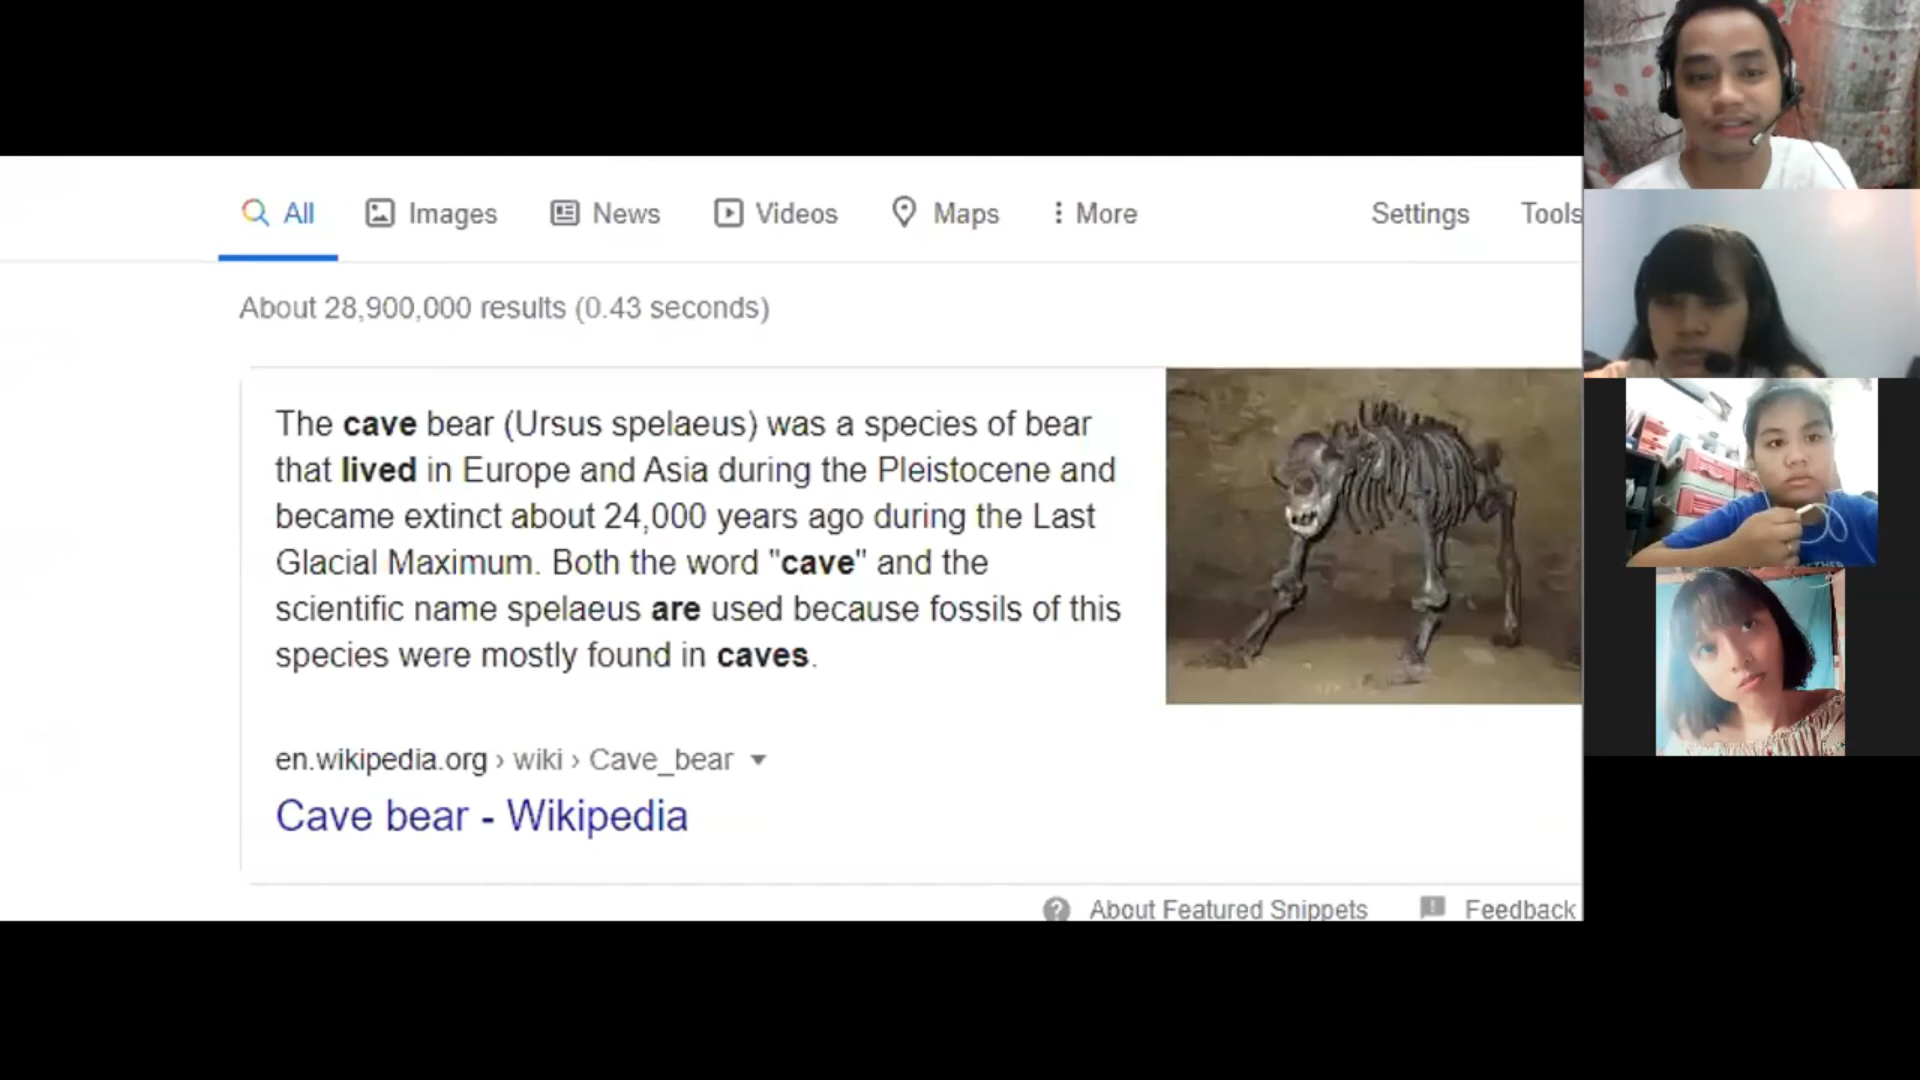 All Images News Videos Maps More Settings Tools
About 28,900,000 results (0.43 seconds)
The cave bear (Ursus spelaeus) was a species of bear
that lived in Europe and Asia during the Pleistocene and
became extinct about 24,000 years ago during the Last
Glacial Maximum. Both the word "cave" and the
scientific name spelaeus are used because fossils of this
species were mostly found in caves.
en.wikipedia.org › wiki › Cave_bear
Cave bear - Wikipedia
About Featured Snippets Feedback